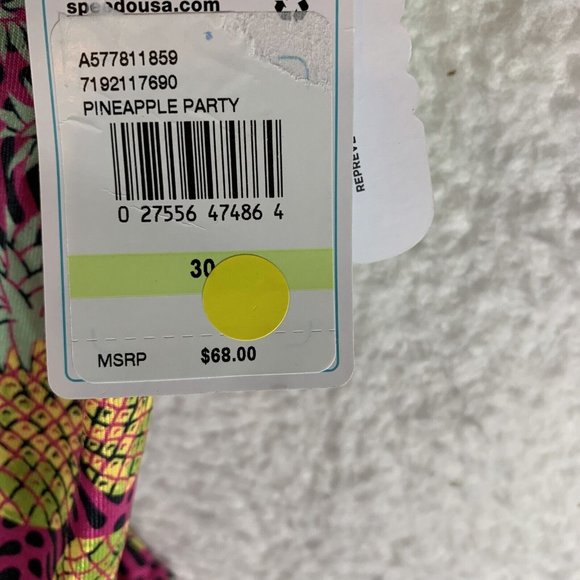 speedousa.com
A577811859
7192117690
PINEAPPLE PARTY
0 27556 47486 4
30
MSRP $68.00
REPREVE